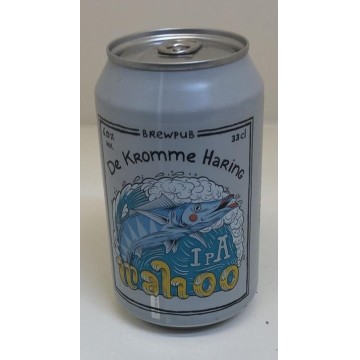 BREWPUB
33cl
De KROMME HARING
IPA
wahoo